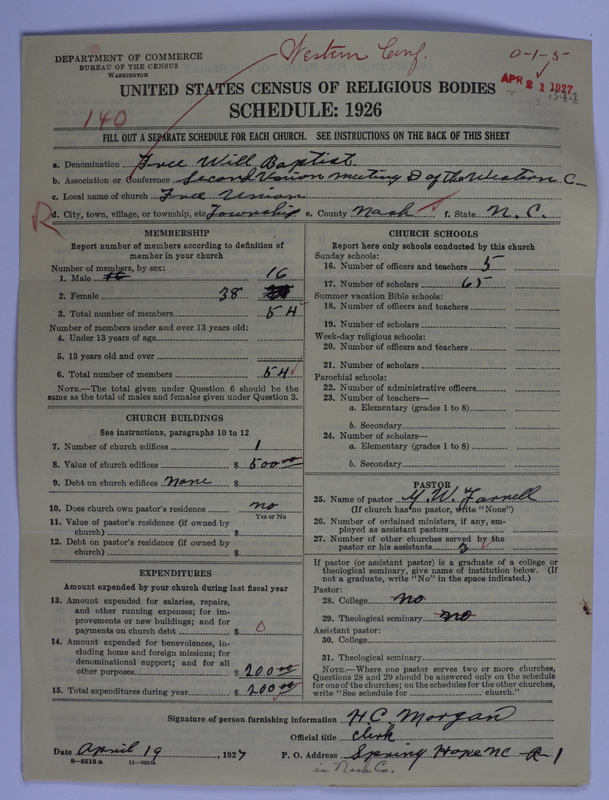 DEPARTMENT OF COMMERCE
BUREAU OF THE CENSUS
WASHINGTON
Western Conf.
0-1-5
APR 21 1927
UNITED STATES CENSUS OF RELIGIOUS BODIES
140
SCHEDULE: 1926
FILL OUT A SEPARATE SCHEDULE FOR EACH CHURCH. SEE INSTRUCTIONS ON THE BACK OF THIS SHEET
a. Denomination Free Will Baptist
b. Association or Conference Second Union meeting D of the Western C-
c. Local name of church Free Union
d. City, town, village, or township, etc Township e. County Nash f. State N.C.
R
MEMBERSHIP
Report number of members according to definition of
member in your church
Number of members, by sex:
1. Male 16 16
2. Female 38
3. Total number of members 54
Number of members under and over 13 years old:
4. Under 13 years of age
5. 13 years old and over
6. Total number of members 54
NOTE.—The total given under Question 6 should be the
same as the total of males and females given under Question 3.
CHURCH BUILDINGS
See instructions, paragraphs 10 to 12
7. Number of church edifices 1
8. Value of church edifices $ 500 00
9. Debt on church edifices none $
10. Does church own pastor's residence no
Yes or No
11. Value of pastor's residence (if owned by
church) $
12. Debt on pastor's residence (if owned by
church) $
EXPENDITURES
Amount expended by your church during last fiscal year
13. Amount expended for salaries, repairs,
and other running expenses; for im-
provements or new buildings; and for
payments on church debt $ 0
14. Amount expended for benevolences, in-
cluding home and foreign missions; for
denominational support; and for all
other purposes $ 200 00
15. Total expenditures during year $ 200 00
CHURCH SCHOOLS
Report here only schools conducted by this church
Sunday schools:
16. Number of officers and teachers 5
17. Number of scholars 65
Summer vacation Bible schools:
18. Number of officers and teachers
19. Number of scholars
Week-day religious schools:
20. Number of officers and teachers
21. Number of scholars
Parochial schools:
22. Number of administrative officers
23. Number of teachers—
a. Elementary (grades 1 to 8)
b. Secondary
24. Number of scholars—
a. Elementary (grades 1 to 8)
b. Secondary
PASTOR
25. Name of pastor Y. W. Farrell
(If church has no pastor, write "None")
26. Number of ordained ministers, if any, em-
ployed as assistant pastors
27. Number of other churches served by the
pastor or his assistants 3
If pastor (or assistant pastor) is a graduate of a college or
theological seminary, give name of institution below. (If
not a graduate, write "No" in the space indicated.)
Pastor:
28. College no
29. Theological seminary no
Assistant pastor:
30. College
31. Theological seminary
NOTE.—Where one pastor serves two or more churches,
Questions 28 and 29 should be answered only on the schedule
for one of the churches; on the schedules for the other churches,
write "See schedule for church."
Signature of person furnishing information H.C. Morgan
Official title Clerk
Date April 19, 1927 P. O. Address Spring Hope NC R-1
8-5518 a
in Nash Co.